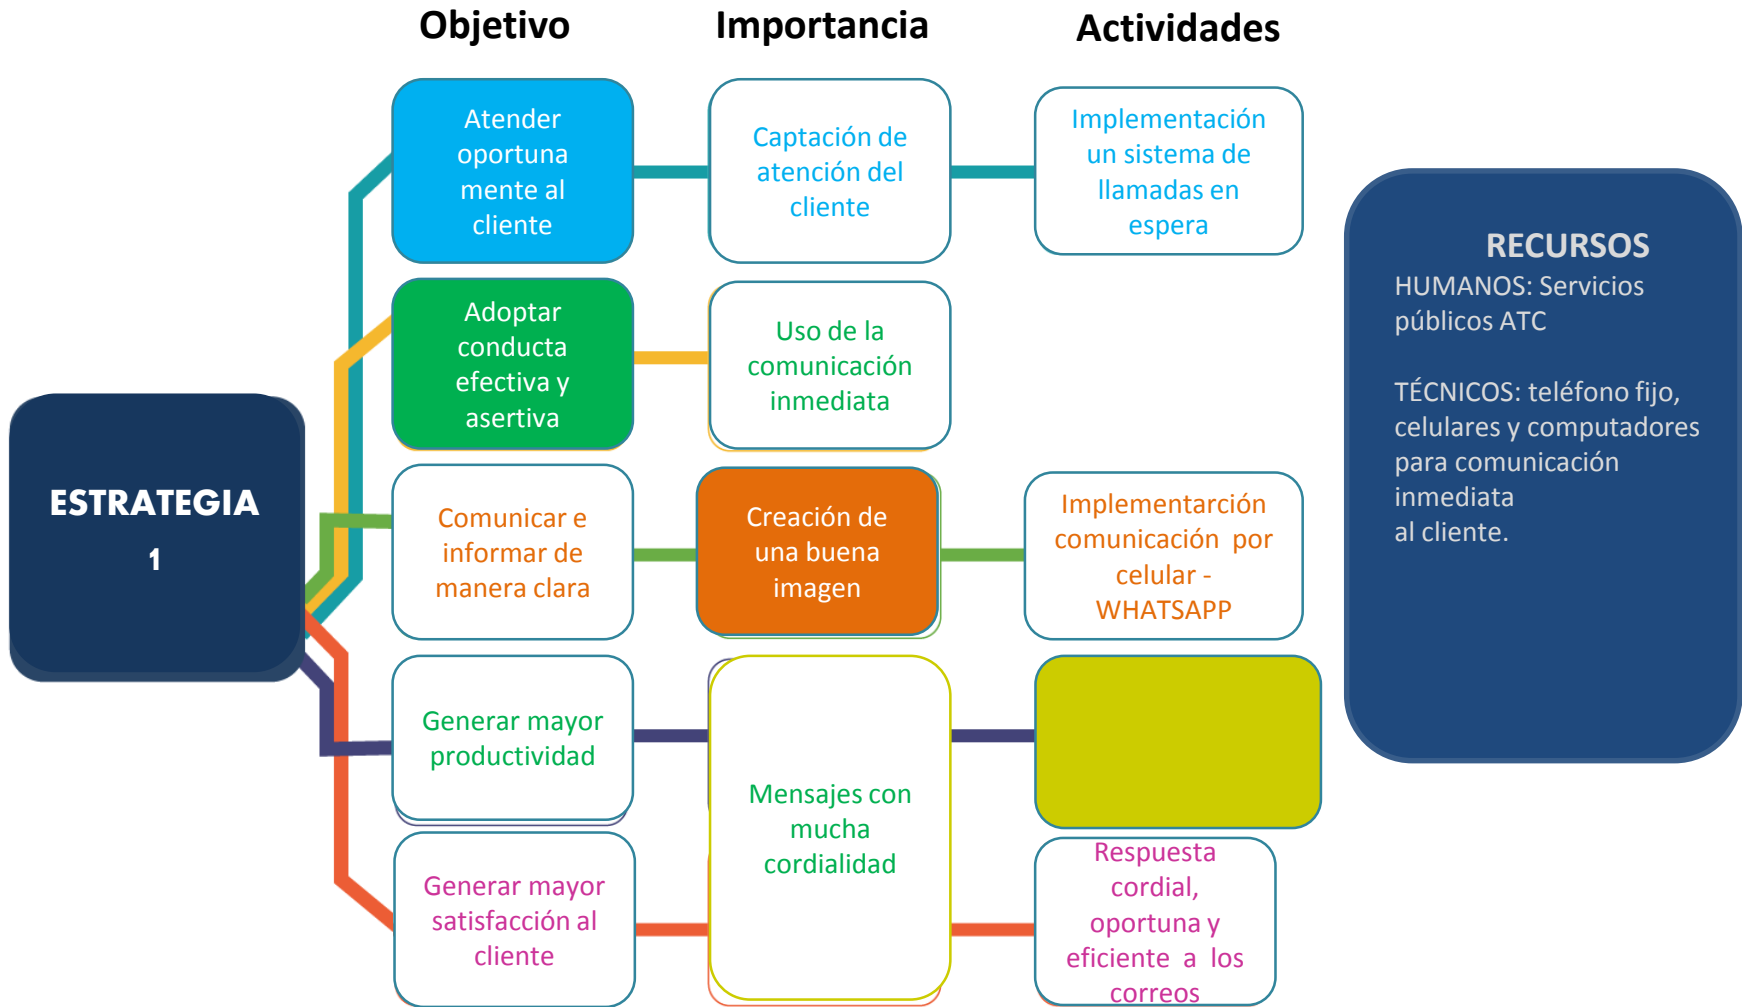 Objetivo
Importancia
Actividades
Atender
oportuna
mente al
cliente
Captación de
atención del
cliente
Implementación
un sistema de
llamadas en
espera
Adoptar
conducta
efectiva y
asertiva
Uso de la
comunicación
inmediata
ESTRATEGIA
1
Comunicar e
informar de
manera clara
Creación de
una buena
imagen
Implementarción
comunicación por
celular -
WHATSAPP
Generar mayor
productividad
Mensajes con
mucha
cordialidad
Generar mayor
satisfacción al
cliente
Respuesta
cordial,
oportuna y
eficiente a los
correos
RECURSOS
HUMANOS: Servicios
públicos ATC
TÉCNICOS: teléfono fijo,
celulares y computadores
para comunicación
inmediata
al cliente.